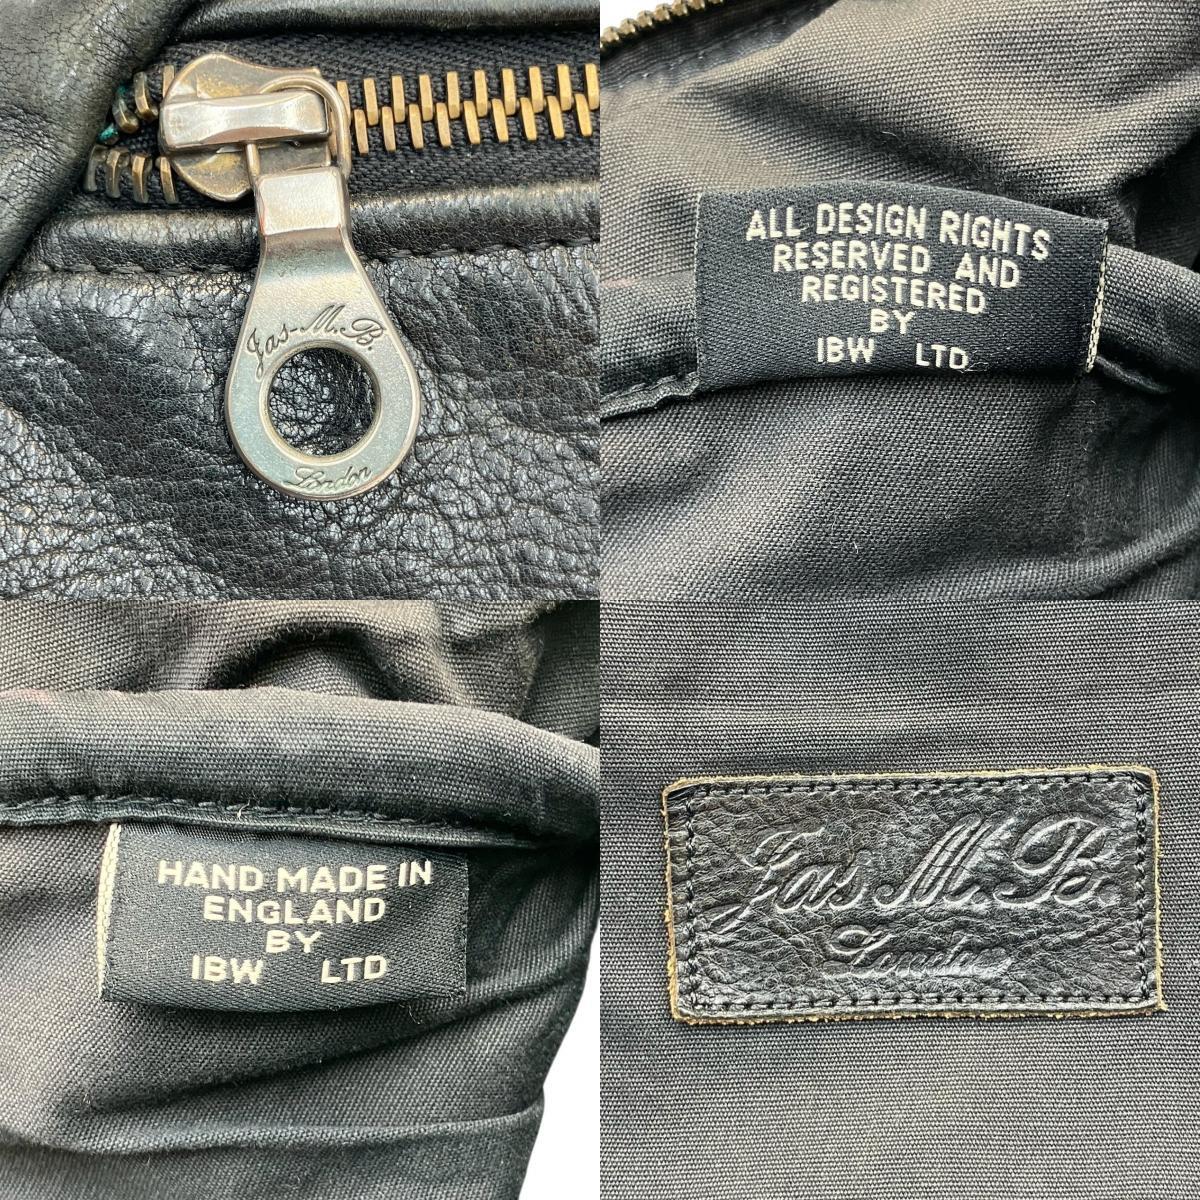 Jas-M.B.
London
ALL DESIGN RIGHTS
RESERVED AND
REGISTERED
BY
IBW LTD
HAND MADE IN
ENGLAND
BY
IBW LTD
Jas M.B.
London